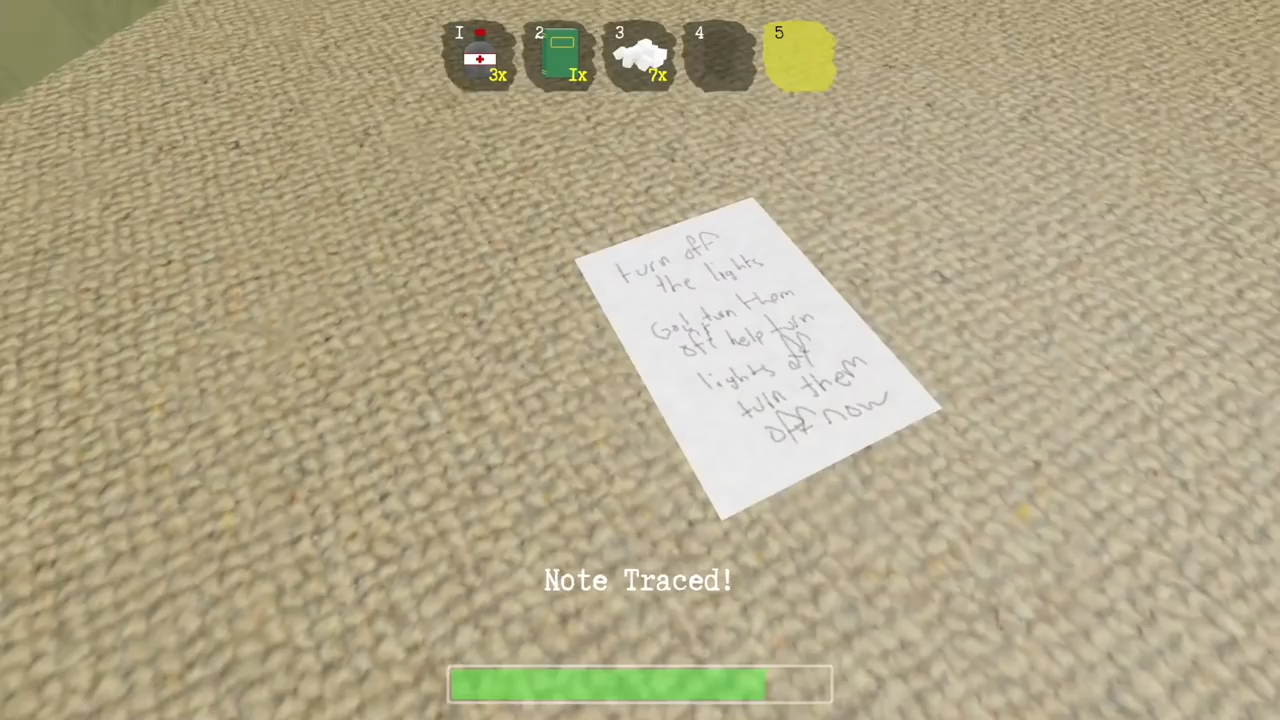 1
2
3
4
5
3x
1x
7x
turn off
the lights
God turn them
off help turn
lights off
turn them
off now
Note Traced!